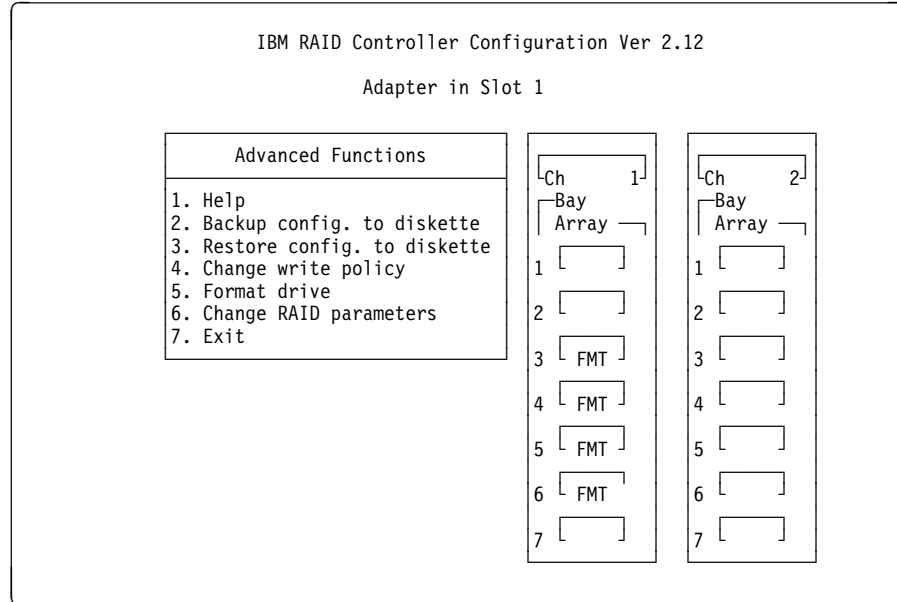 IBM RAID Controller Configuration Ver 2.12
Adapter in Slot 1
Advanced Functions
1. Help
2. Backup config. to diskette
3. Restore config. to diskette
4. Change write policy
5. Format drive
6. Change RAID parameters
7. Exit
Ch 1
Bay
Array
1
2
3 FMT
4 FMT
5 FMT
6 FMT
7
Ch 2
Bay
Array
1
2
3
4
5
6
7